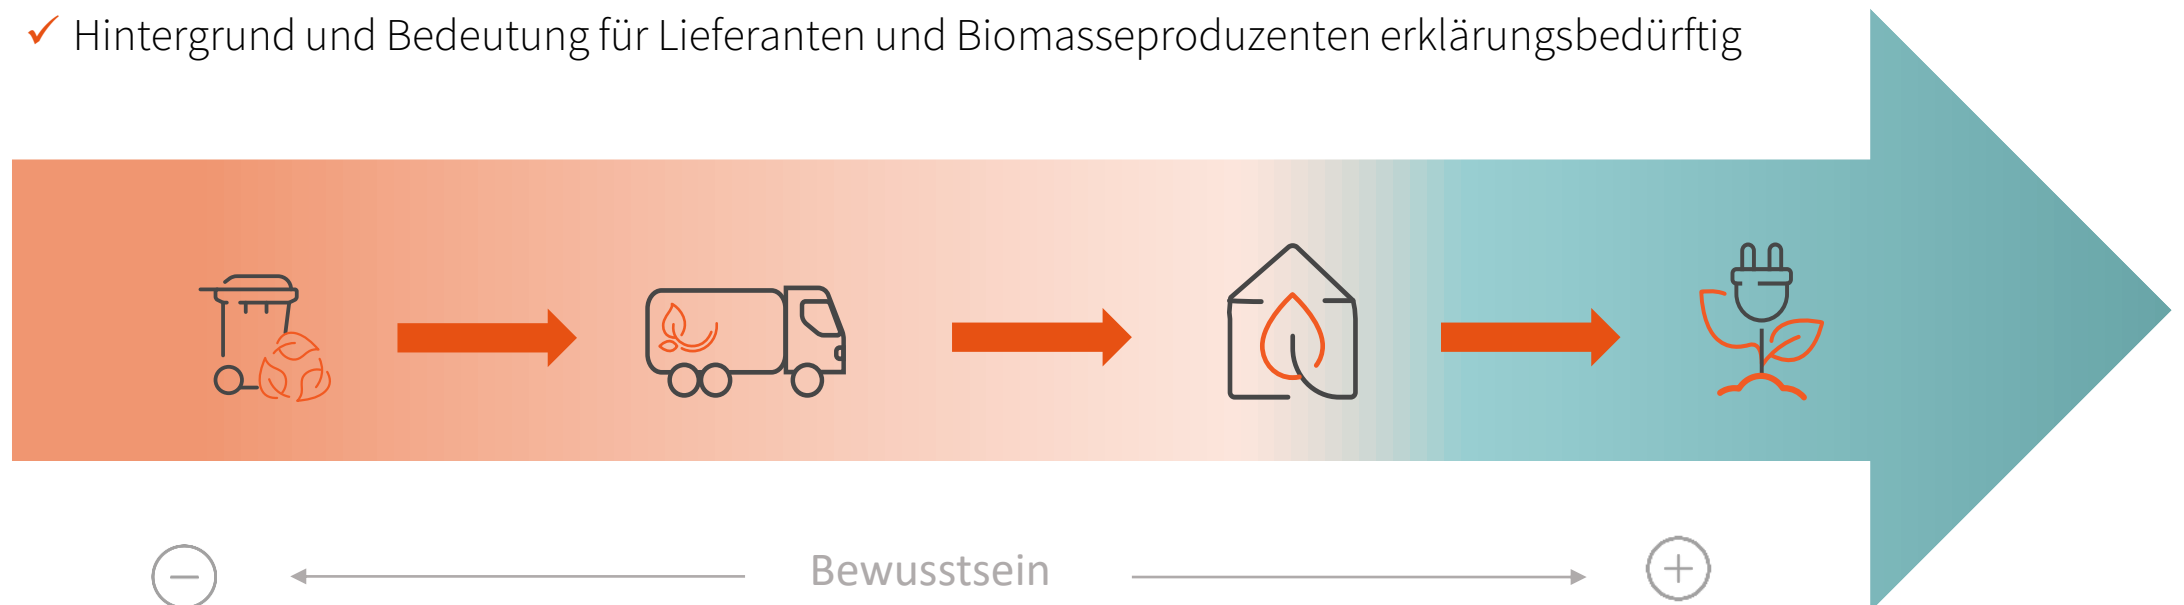 ✓ Hintergrund und Bedeutung für Lieferanten und Biomasseproduzenten erklärungsbedürftig
Bewusstsein